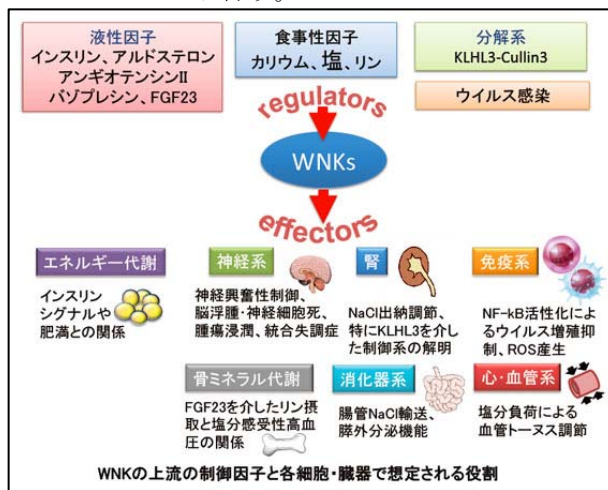 液性因子
インスリン、アルドステロン
アンギオテンシンII
バゾプレシン、FGF23
食事性因子
カリウム、塩、リン
分解系
KLHL3-Cullin3
ウイルス感染
regulators
WNKs
effectors
エネルギー代謝
インスリン
シグナルや
肥満との関係
神経系
神経興奮性制御、
脳浮腫・神経細胞死、
腫瘍浸潤、統合失調症
腎
NaCl出納調節、
特にKLHL3を介し
た制御系の解明
免疫系
NF-kB活性化によ
るウイルス増殖抑
制、ROS産生
骨ミネラル代謝
FGF23を介したリン摂
取と塩分感受性高血
圧の関係
消化器系
腸管NaCl輸送、
膵外分泌機能
心・血管系
塩分負荷による
血管トーヌス調節
WNKの上流の制御因子と各細胞・臓器で想定される役割